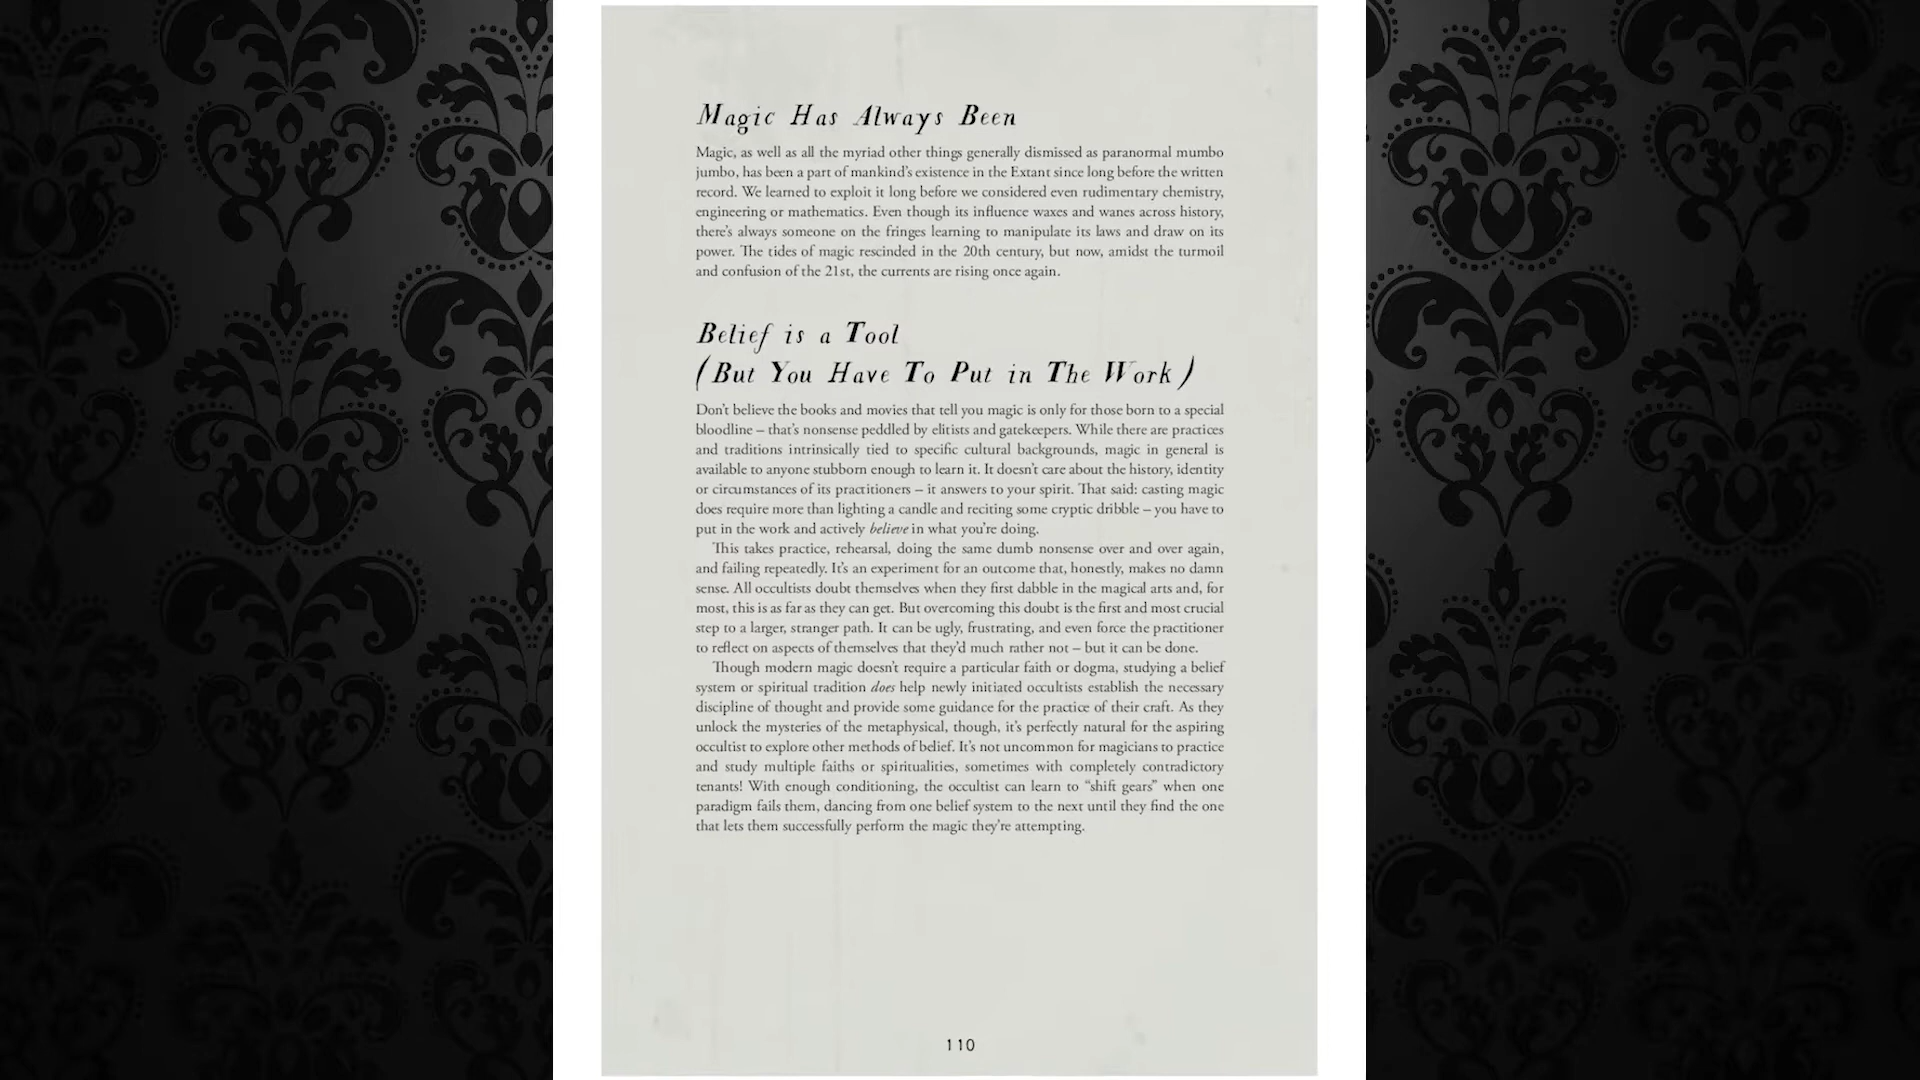 Magic Has Always Been
Magic, as well as all the myriad other things generally dismissed as paranormal mumbo
jumbo, has been a part of mankind's existence in the Extant since long before the written
record. We learned to exploit it long before we considered even rudimentary chemistry,
engineering or mathematics. Even though its influence waxes and wanes across history,
there's always someone on the fringes learning to manipulate its laws and draw on its
power. The tides of magic rescinded in the 20th century, but now, amidst the turmoil
and confusion of the 21st, the currents are rising once again.
Belief is a Tool
(But You Have To Put in The Work)
Don't believe the books and movies that tell you magic is only for those born to a special
bloodline – that's nonsense peddled by elitists and gatekeepers. While there are practices
and traditions intrinsically tied to specific cultural backgrounds, magic in general is
available to anyone stubborn enough to learn it. It doesn't care about the history, identity
or circumstances of its practitioners – it answers to your spirit. That said: casting magic
does require more than lighting a candle and reciting some cryptic dribble – you have to
put in the work and actively believe in what you're doing.
This takes practice, rehearsal, doing the same dumb nonsense over and over again,
and failing repeatedly. It's an experiment for an outcome that, honestly, makes no damn
sense. All occultists doubt themselves when they first dabble in the magical arts and, for
most, this is as far as they can get. But overcoming this doubt is the first and most crucial
step to a larger, stranger path. It can be ugly, frustrating, and even force the practitioner
to reflect on aspects of themselves that they'd much rather not – but it can be done.
Though modern magic doesn't require a particular faith or dogma, studying a belief
system or spiritual tradition does help newly initiated occultists establish the necessary
discipline of thought and provide some guidance for the practice of their craft. As they
unlock the mysteries of the metaphysical, though, it's perfectly natural for the aspiring
occultist to explore other methods of belief. It's not uncommon for magicians to practice
and study multiple faiths or spiritualities, sometimes with completely contradictory
tenants! With enough conditioning, the occultist can learn to “shift gears” when one
paradigm fails them, dancing from one belief system to the next until they find the one
that lets them successfully perform the magic they're attempting.
110